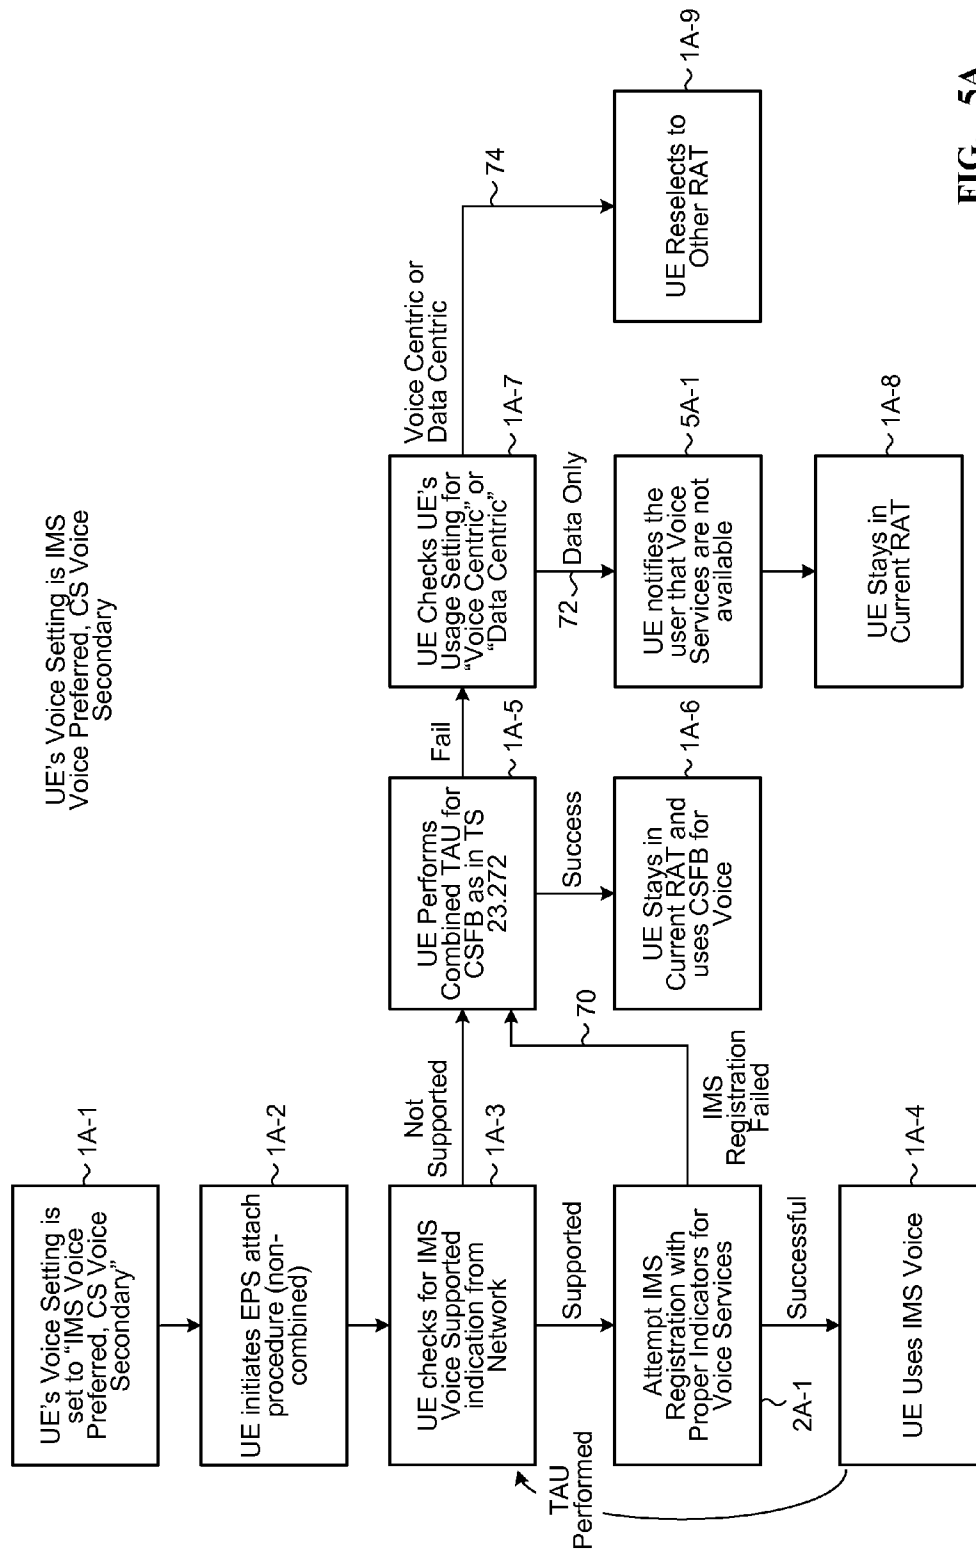 UE's Voice Setting is IMS
Voice Preferred, CS Voice
Secondary
UE's Voice Setting is
set to “IMS Voice
Preferred, CS Voice
Secondary”
1A-1
UE initiates EPS attach
procedure (non-
combined)
1A-2
UE checks for IMS
Voice Supported
indication from
Network
1A-3
Not
Supported
Supported
UE Performs
Combined TAU for
CSFB as in TS
23.272
1A-5
Fail
Success
UE Checks UE's
Usage Setting for
“Voice Centric” or
“Data Centric”
1A-7
Voice Centric or
Data Centric
74
72
Data Only
Attempt IMS
Registration with
Proper Indicators for
Voice Services
2A-1
IMS
Registration
Failed
70
Successful
UE Stays in
Current RAT and
uses CSFB for
Voice
1A-6
UE notifies the
user that Voice
Services are not
available
5A-1
UE Reselects to
Other RAT
1A-9
TAU
Performed
UE Uses IMS Voice
1A-4
UE Stays in
Current RAT
1A-8
FIG. 5A